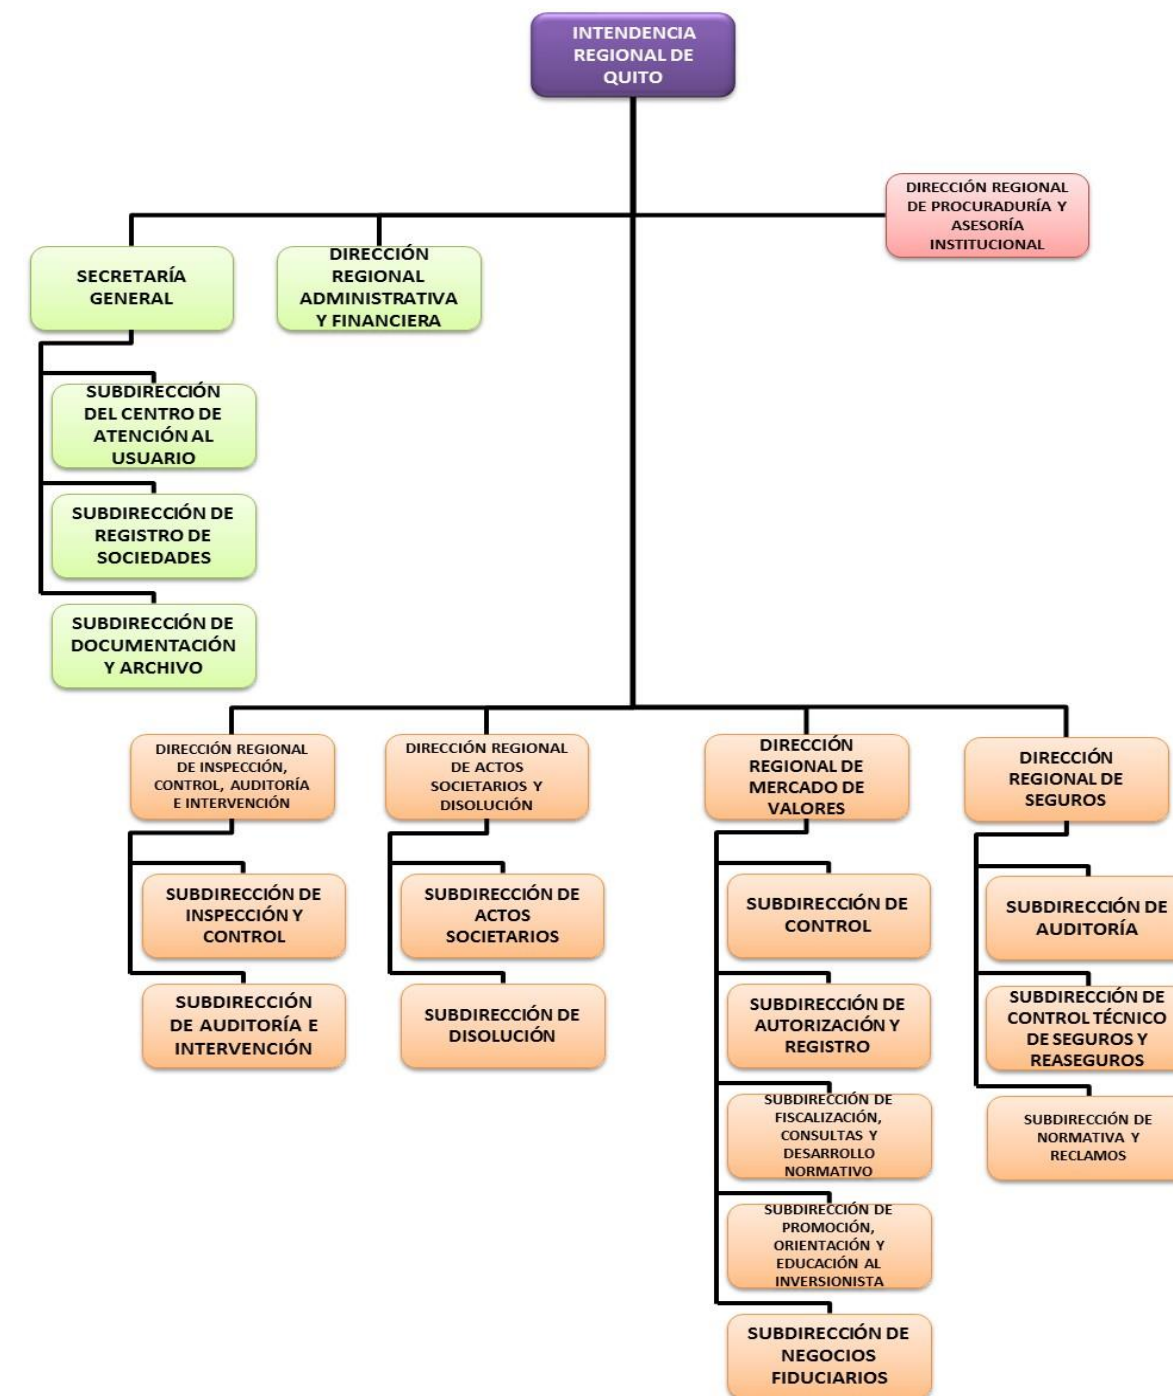 INTENDENCIA
REGIONAL DE
QUITO
DIRECCIÓN REGIONAL
DE PROCURADURÍA Y
ASESORÍA
INSTITUCIONAL
SECRETARÍA
GENERAL
DIRECCIÓN
REGIONAL
ADMINISTRATIVA
Y FINANCIERA
SUBDIRECCIÓN
DEL CENTRO DE
ATENCIÓN AL
USUARIO
SUBDIRECCIÓN DE
REGISTRO DE
SOCIEDADES
SUBDIRECCIÓN DE
DOCUMENTACIÓN
Y ARCHIVO
DIRECCIÓN REGIONAL
DE INSPECCIÓN,
CONTROL, AUDITORÍA
E INTERVENCIÓN
SUBDIRECCIÓN DE
INSPECCIÓN Y
CONTROL
SUBDIRECCIÓN
DE AUDITORÍA E
INTERVENCIÓN
DIRECCIÓN REGIONAL
DE ACTOS
SOCIETARIOS Y
DISOLUCIÓN
SUBDIRECCIÓN DE
ACTOS
SOCIETARIOS
SUBDIRECCIÓN DE
DISOLUCIÓN
DIRECCIÓN
REGIONAL DE
MERCADO DE
VALORES
SUBDIRECCIÓN DE
CONTROL
SUBDIRECCIÓN DE
AUTORIZACIÓN Y
REGISTRO
SUBDIRECCIÓN DE
FISCALIZACIÓN,
CONSULTAS Y
DESARROLLO
NORMATIVO
SUBDIRECCIÓN DE
PROMOCIÓN,
ORIENTACIÓN Y
EDUCACIÓN AL
INVERSIONISTA
SUBDIRECCIÓN DE
NEGOCIOS
FIDUCIARIOS
DIRECCIÓN
REGIONAL DE
SEGUROS
SUBDIRECCIÓN DE
AUDITORÍA
SUBDIRECCIÓN DE
CONTROL TÉCNICO
DE SEGUROS Y
REASEGUROS
SUBDIRECCIÓN DE
NORMATIVA Y
RECLAMOS